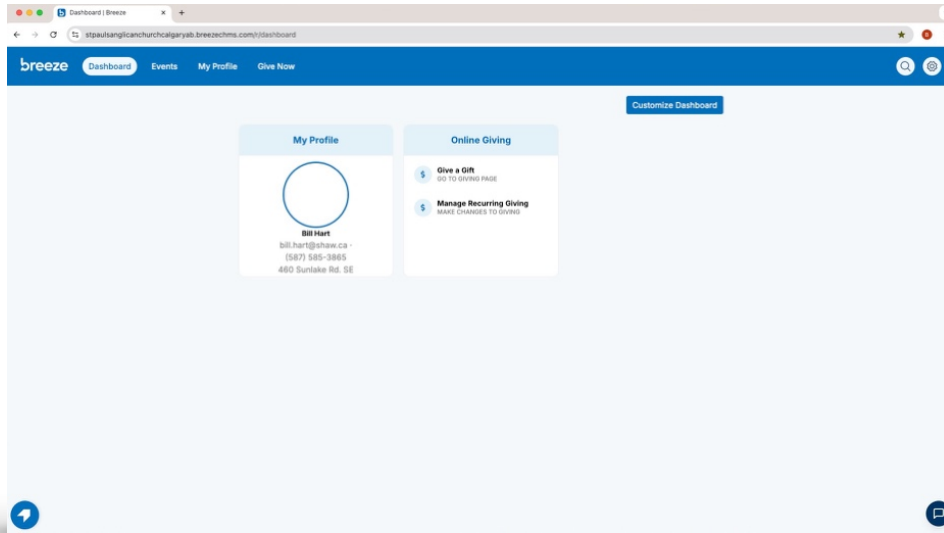 Dashboard | Breeze
stpaulsanglicanchurchcalgaryab.breezechms.com/r/dashboard
B
breeze Dashboard Events My Profile Give Now
Customize Dashboard
My Profile
Bill Hart
bill.hart@shaw.ca -
(587) 585-3865
460 Sunlake Rd. SE
Online Giving
$ Give a Gift
GO TO GIVING PAGE
$ Manage Recurring Giving
MAKE CHANGES TO GIVING